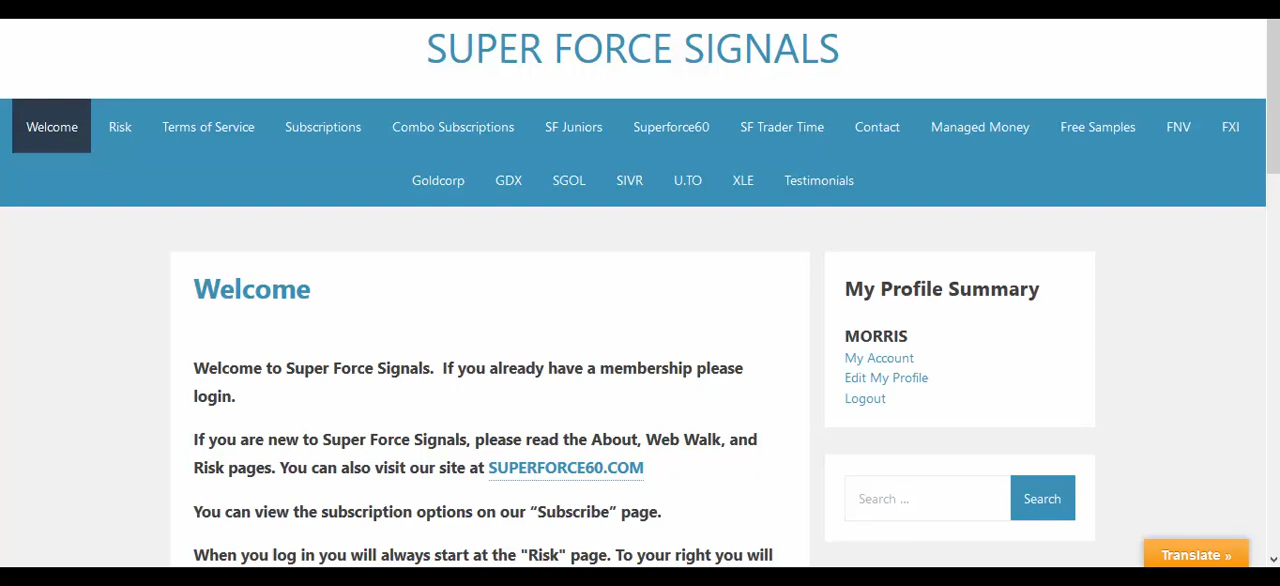 SUPER FORCE SIGNALS
Welcome Risk Terms of Service Subscriptions Combo Subscriptions SF Juniors Superforce60 SF Trader Time Contact Managed Money Free Samples FNV FXI
Goldcorp GDX SGOL SIVR U.TO XLE Testimonials
Welcome
Welcome to Super Force Signals.  If you already have a membership please
login.
If you are new to Super Force Signals, please read the About, Web Walk, and
Risk pages. You can also visit our site at SUPERFORCE60.COM
You can view the subscription options on our “Subscribe” page.
When you log in you will always start at the "Risk" page. To your right you will
My Profile Summary
MORRIS
My Account
Edit My Profile
Logout
Search ... Search
Translate »